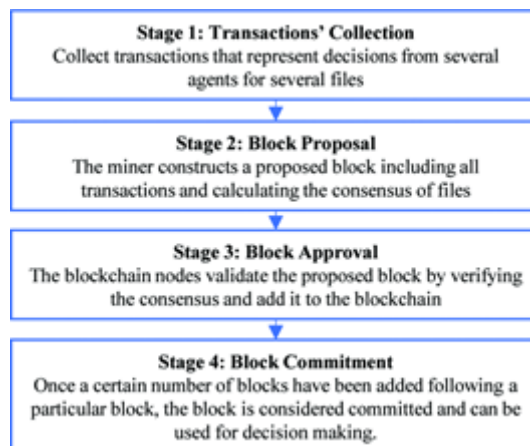 Stage 1: Transactions' Collection
Collect transactions that represent decisions from several
agents for several files
Stage 2: Block Proposal
The miner constructs a proposed block including all
transactions and calculating the consensus of files
Stage 3: Block Approval
The blockchain nodes validate the proposed block by verifying
the consensus and add it to the blockchain
Stage 4: Block Commitment
Once a certain number of blocks have been added following a
particular block, the block is considered committed and can be
used for decision making.